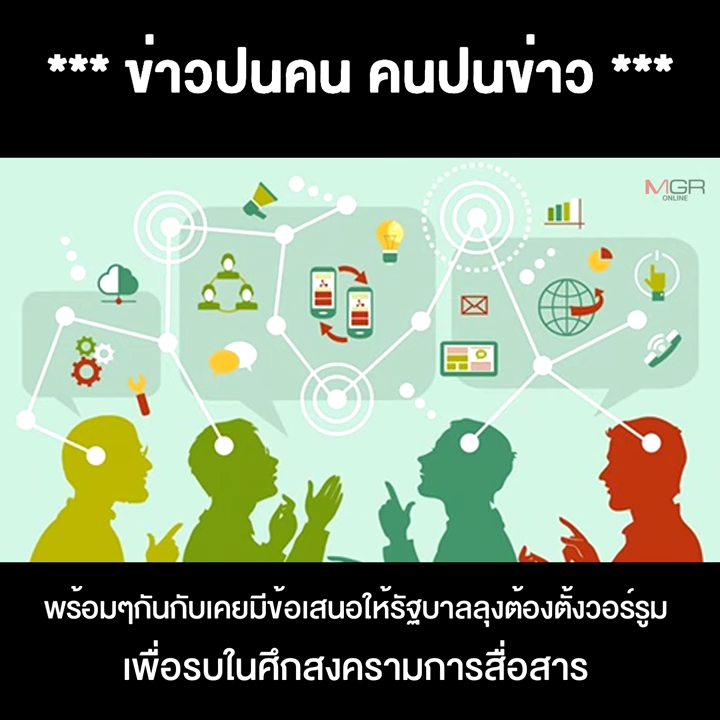 *** ข่าวปนคน คนปนข่าว ***
MGR
ONLINE
พร้อมๆกันกับเคยมีข้อเสนอให้รัฐบาลลุงต้องตั้งวอร์รูม
เพื่อรบในศึกสงครามการสื่อสาร